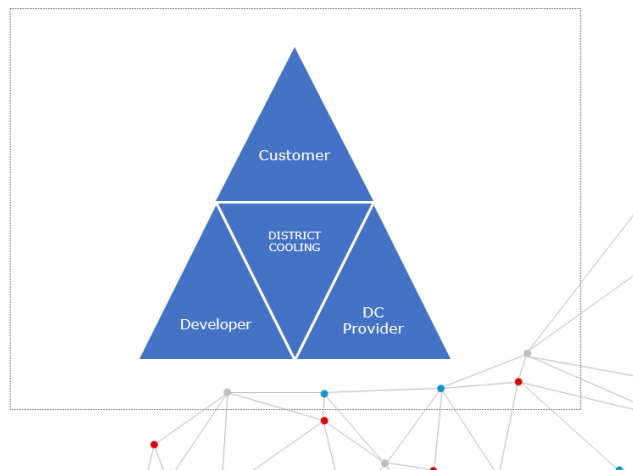 Customer
DISTRICT
COOLING
Developer
DC
Provider